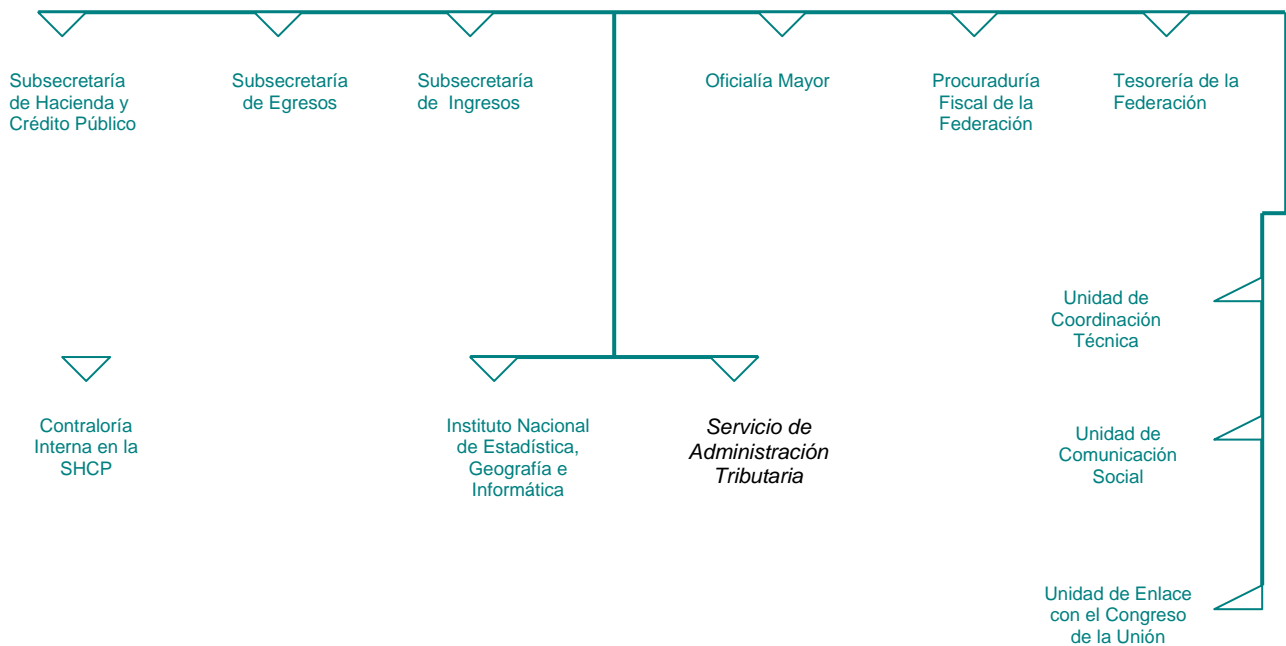 Subsecretaría
de Hacienda y
Crédito Público
Subsecretaría
de Egresos
Subsecretaría
de Ingresos
Oficialía Mayor
Procuraduría
Fiscal de la
Federación
Tesorería de la
Federación
Unidad de
Coordinación
Técnica
Contraloría
Interna en la
SHCP
Instituto Nacional
de Estadística,
Geografía e
Informática
Servicio de
Administración
Tributaria
Unidad de
Comunicación
Social
Unidad de Enlace
con el Congreso
de la Unión